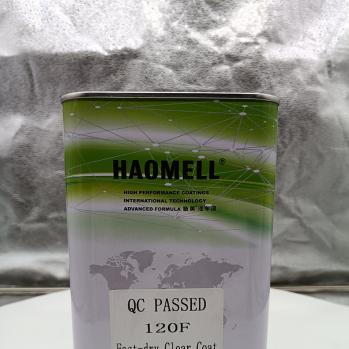 HAOMELL®
HIGH PERFORMANCE COATINGS
INTERNATIONAL TECHNOLOGY
ADVANCED FORMULA
QC PASSED
120F
Fast-dry Clear Coat